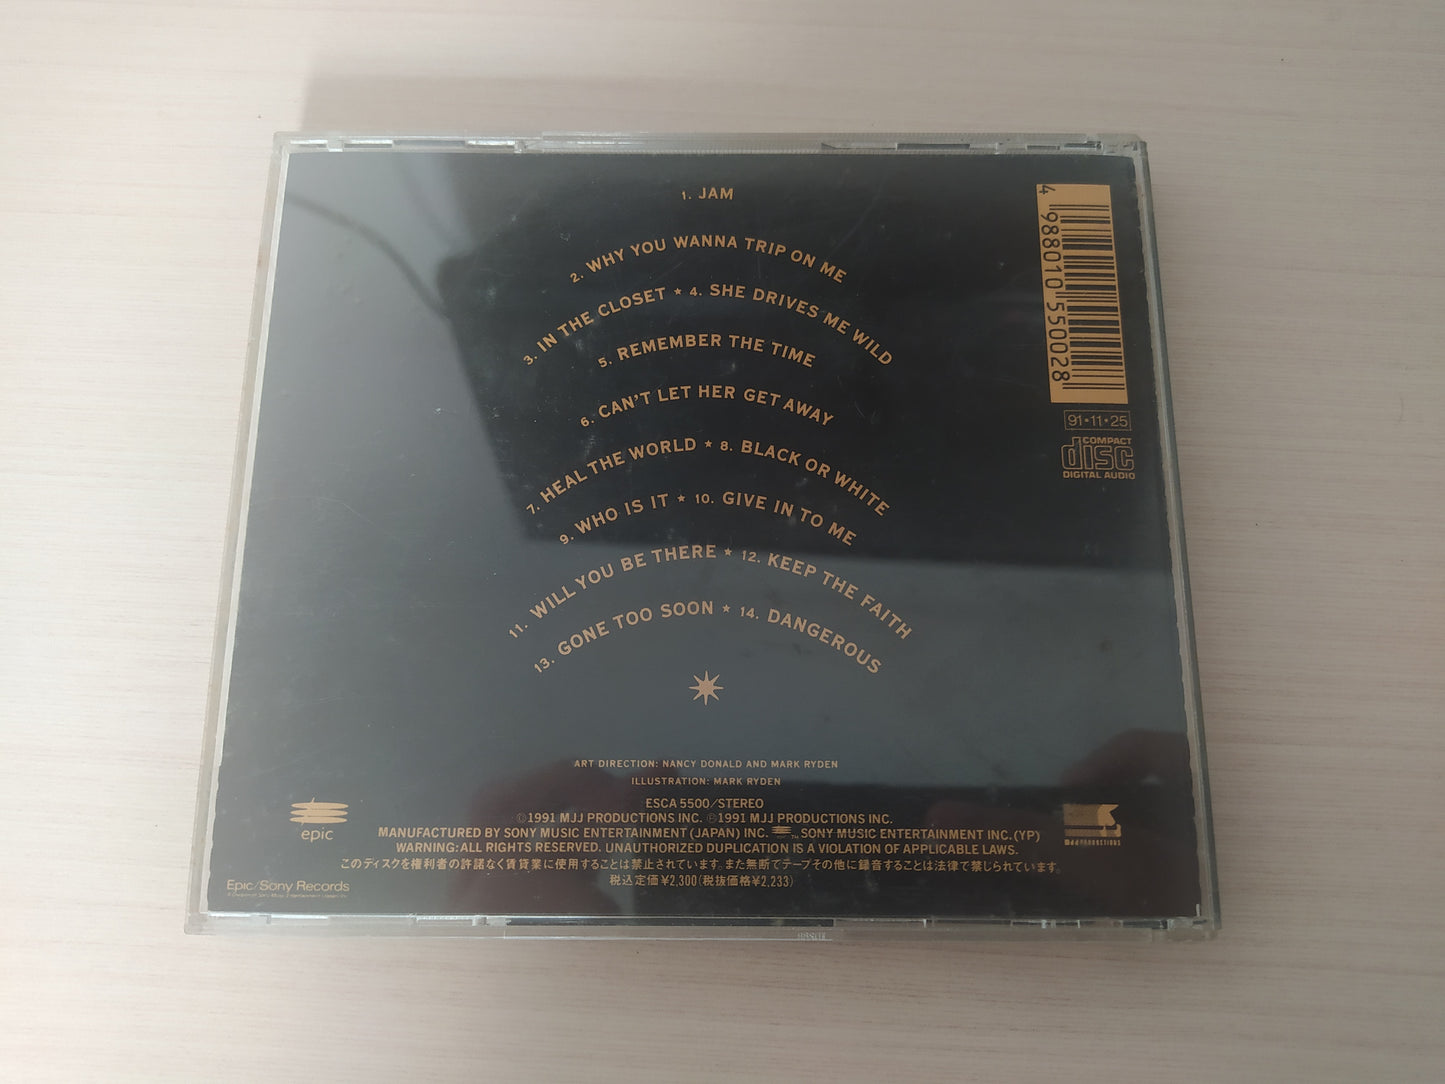 1. JAM
2. WHY YOU WANNA TRIP ON ME
3. IN THE CLOSET ★ 4. SHE DRIVES ME WILD
5. REMEMBER THE TIME
6. CAN'T LET HER GET AWAY
7. HEAL THE WORLD ★ 8. BLACK OR WHITE
9. WHO IS IT ★ 10. GIVE IN TO ME
11. WILL YOU BE THERE ★ 12. KEEP THE FAITH
13. GONE TOO SOON ★ 14. DANGEROUS
4 988010 550028
91·11·25
COMPACT
disc
DIGITAL AUDIO
ART DIRECTION: NANCY DONALD AND MARK RYDEN
ILLUSTRATION: MARK RYDEN
ESCA 5500/STEREO
Ⓒ1991 MJJ PRODUCTIONS INC. Ⓟ1991 MJJ PRODUCTIONS INC.
MANUFACTURED BY SONY MUSIC ENTERTAINMENT (JAPAN) INC. ™ SONY MUSIC ENTERTAINMENT INC.(YP)
WARNING: ALL RIGHTS RESERVED. UNAUTHORIZED DUPLICATION IS A VIOLATION OF APPLICABLE LAWS.
このディスクを権利者の許諾なく賃貸業に使用することは禁止されています。また無断でテープその他に録音することは法律で禁じられています。
税込定価¥2,300(税抜価格¥2,233)
epic
Epic/Sony Records
MJJ PRODUCTIONS